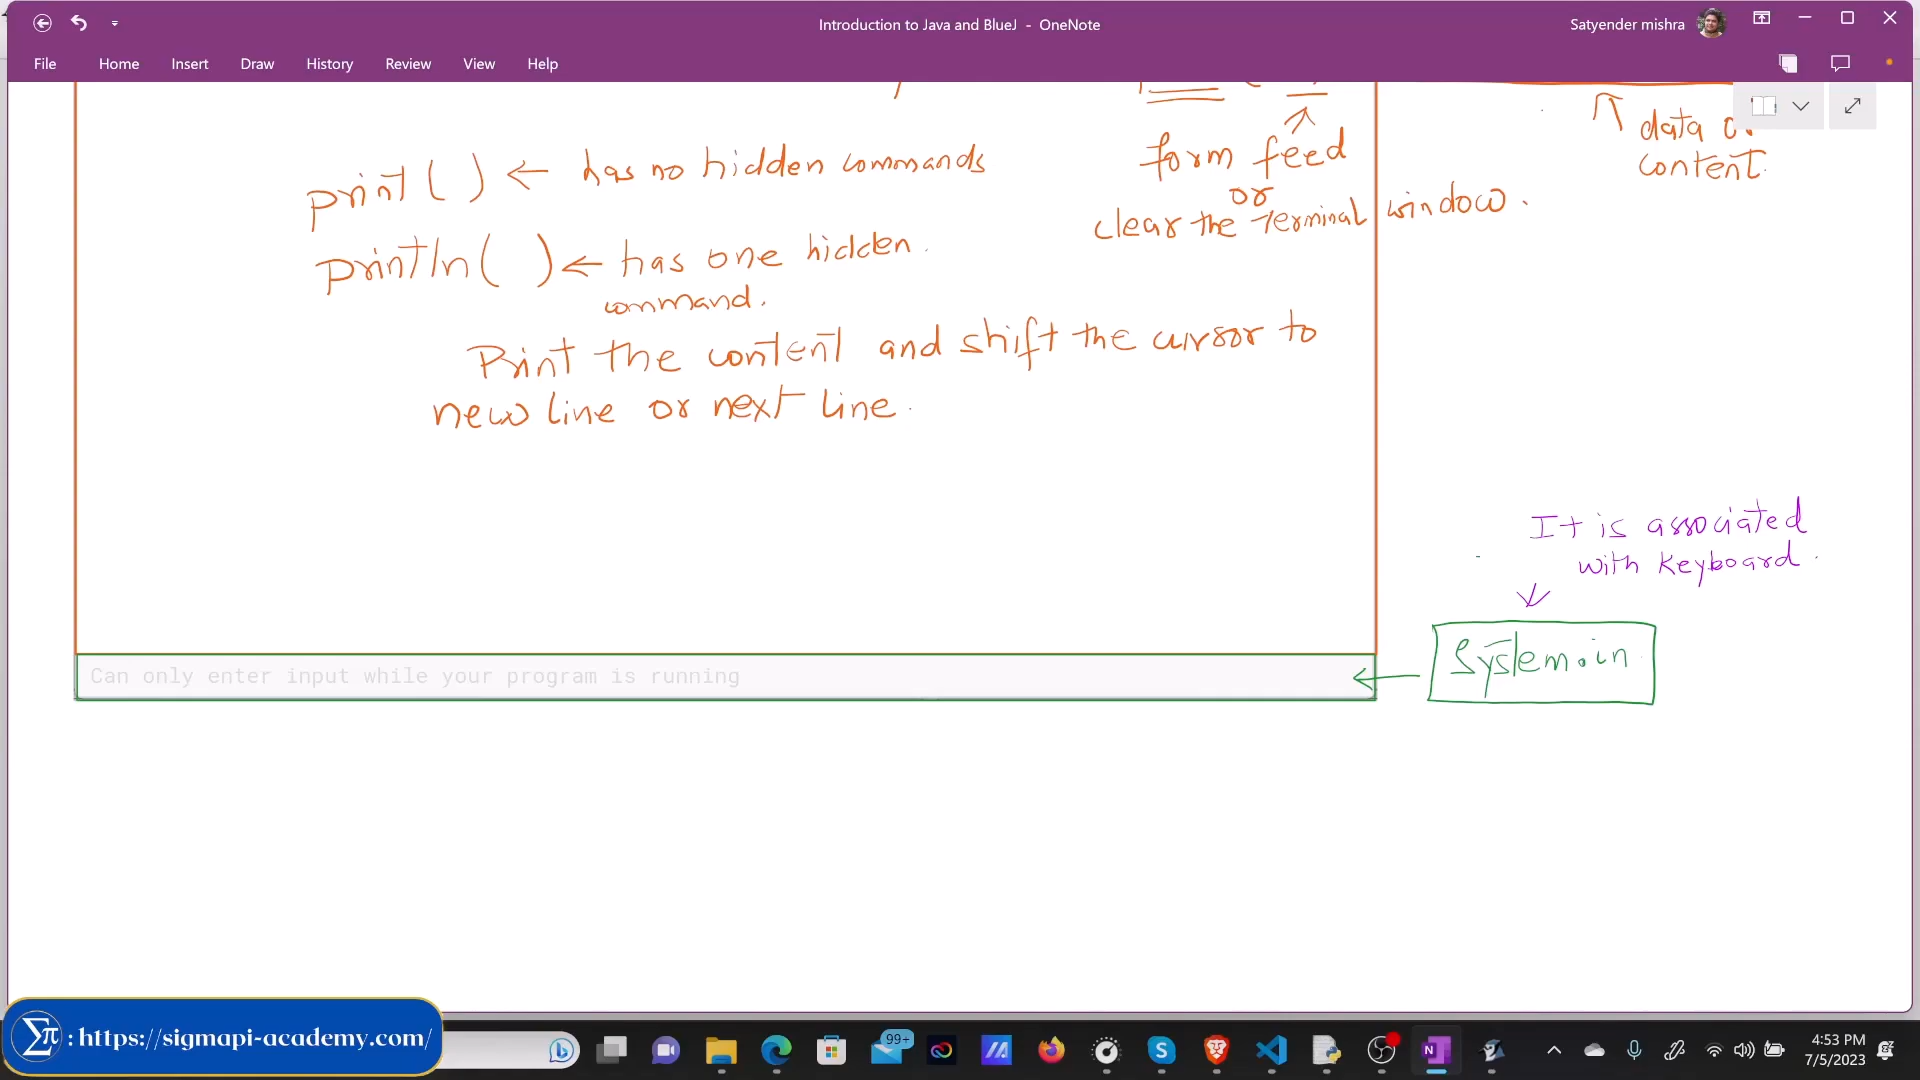 Introduction to Java and BlueJ - OneNote
Satyender mishra
File Home Insert Draw History Review View Help
data
content.
form feed
or
clear the Terminal window.
print( ) ← has no hidden commands
println( ) ← has one hidden
command.
Print the content and shift the cursor to
new line or next line.
It is associated
with keyboard.
System.in
Can only enter input while your program is running
Σπ : https://sigmapi-academy.com/
99+
4:53 PM
7/5/2023